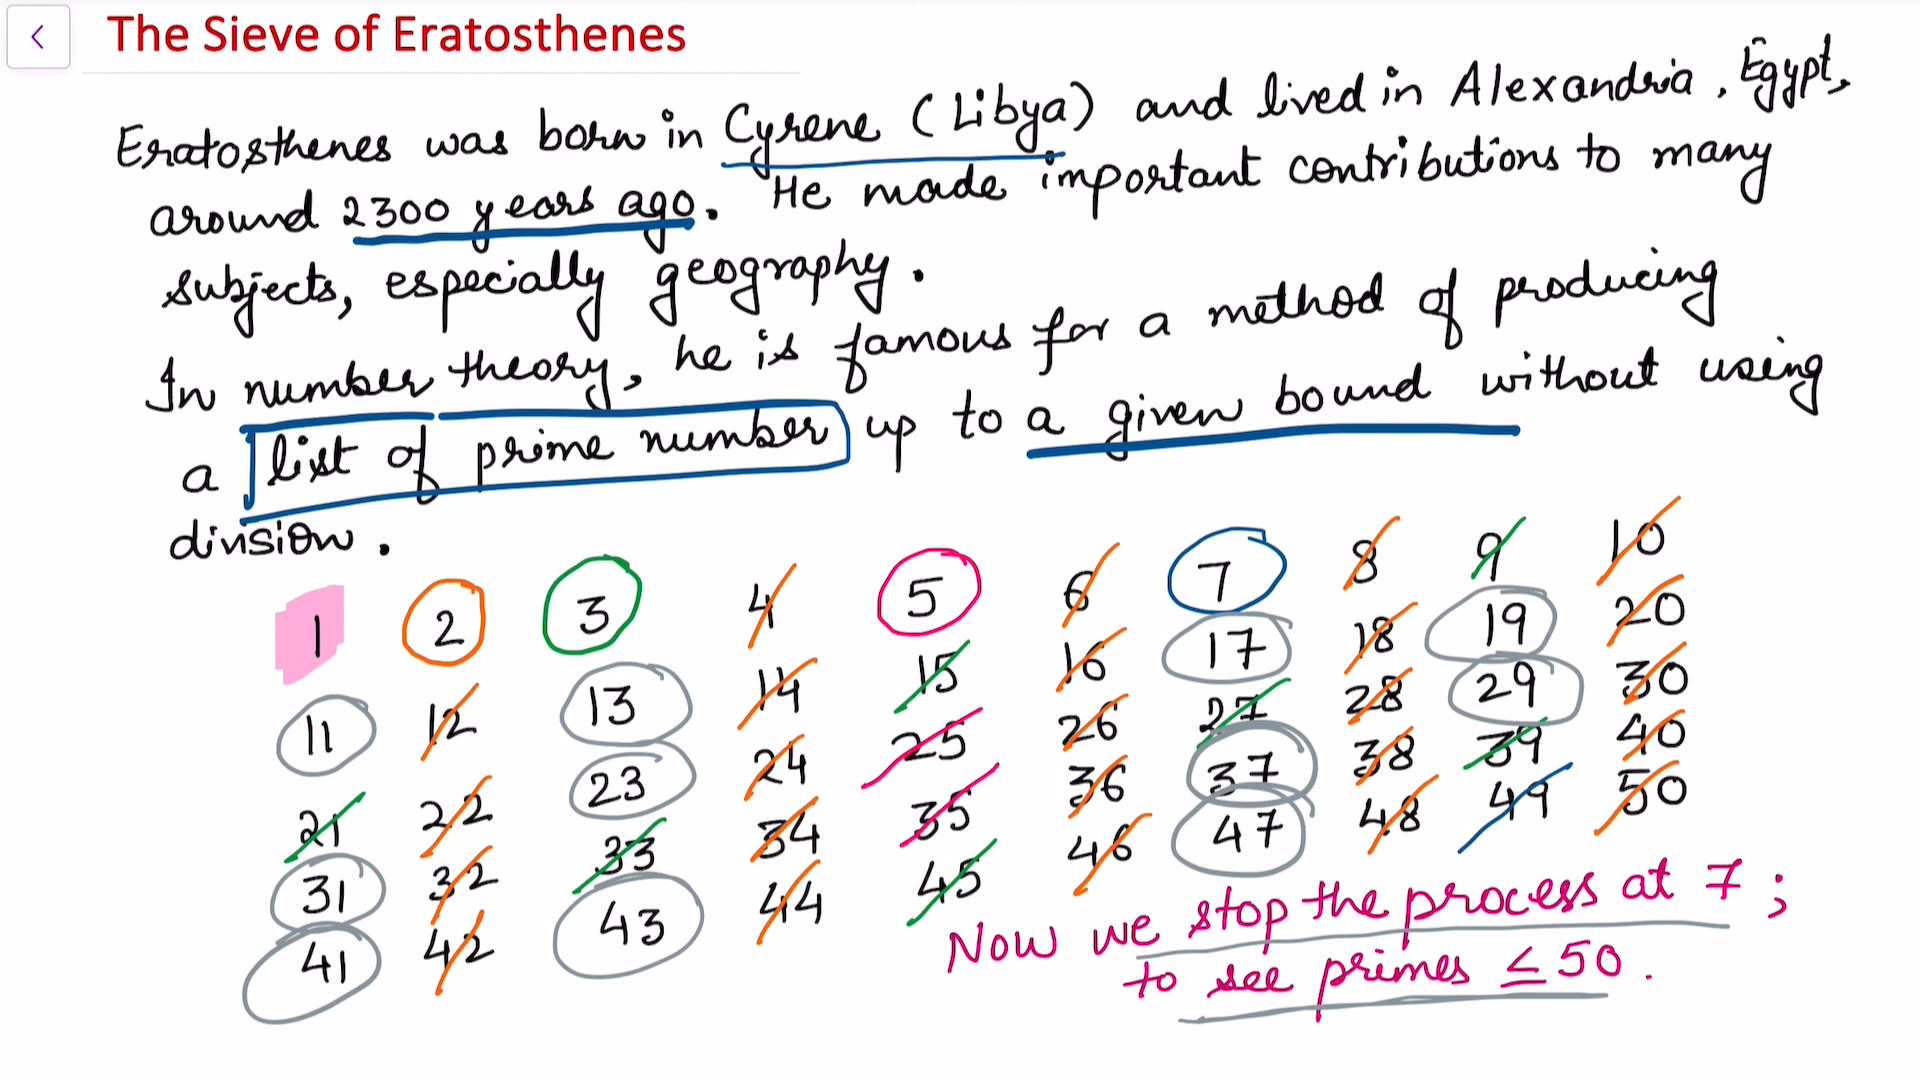 The Sieve of Eratosthenes
Eratosthenes was born in Cyrene (Libya) and lived in Alexandria, Egypt,
around 2300 years ago. He made important contributions to many
subjects, especially geography.
In number theory, he is famous for a method of producing
a list of prime number up to a given bound without using
division.
1 2 3 4 5 6 7 8 9 10
11 12 13 14 15 16 17 18 19 20
21 22 23 24 25 26 27 28 29 30
31 32 33 34 35 36 37 38 39 40
41 42 43 44 45 46 47 48 49 50
Now we stop the process at 7;
to see primes ≤ 50.